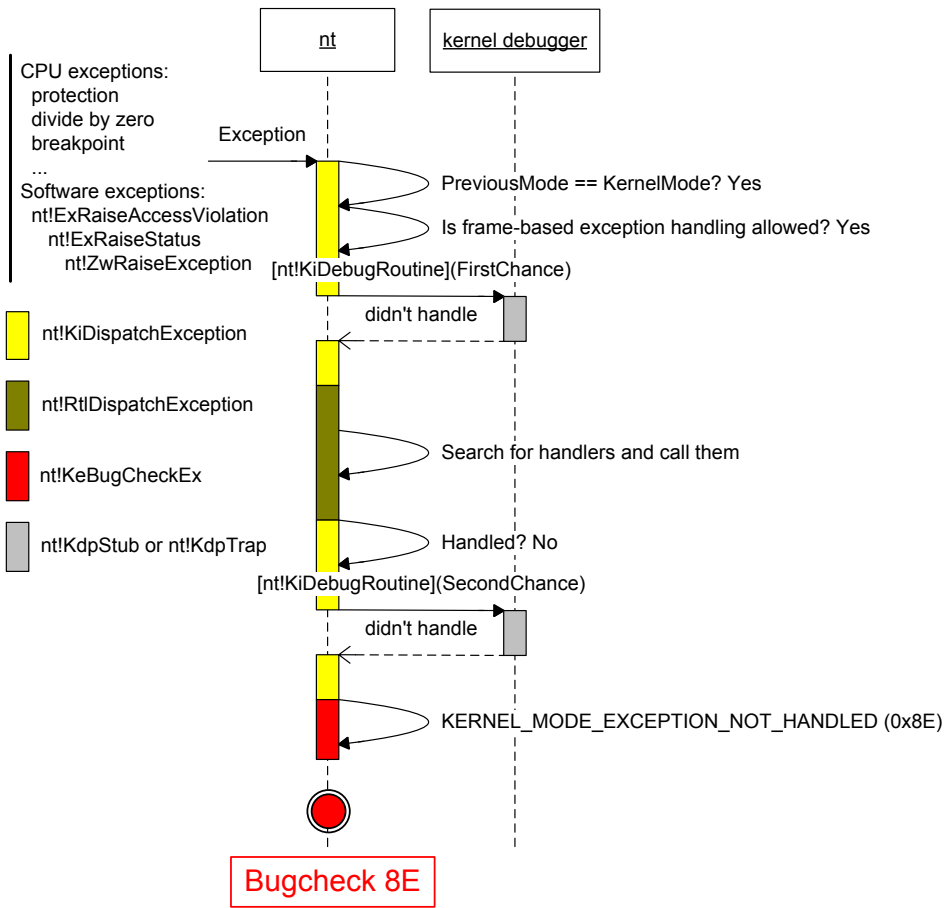 nt
kernel debugger
CPU exceptions:
protection
divide by zero
breakpoint
...
Software exceptions:
nt!ExRaiseAccessViolation
nt!ExRaiseStatus
nt!ZwRaiseException
Exception
PreviousMode == KernelMode? Yes
Is frame-based exception handling allowed? Yes
[nt!KiDebugRoutine](FirstChance)
didn't handle
nt!KiDispatchException
nt!RtlDispatchException
nt!KeBugCheckEx
nt!KdpStub or nt!KdpTrap
Search for handlers and call them
Handled? No
[nt!KiDebugRoutine](SecondChance)
didn't handle
KERNEL_MODE_EXCEPTION_NOT_HANDLED (0x8E)
Bugcheck 8E